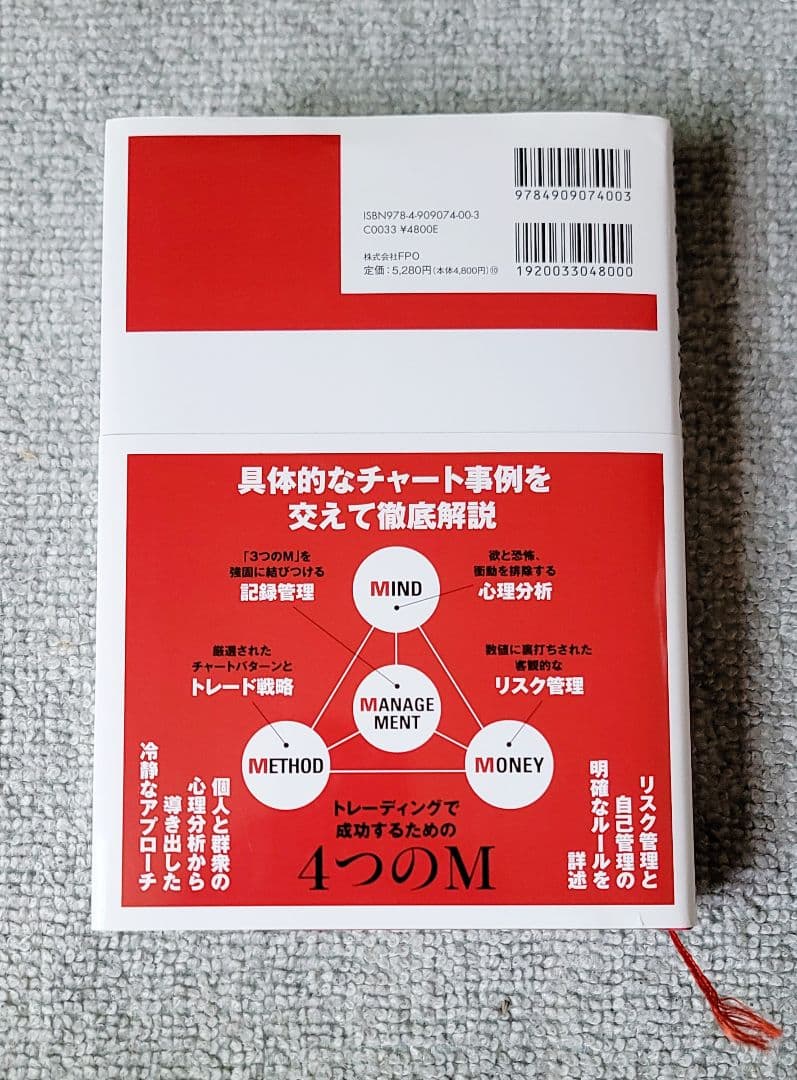 9784909074003
ISBN978-4-909074-00-3
C0033 ¥4800E
株式会社FPO
定価：5,280円（本体4,800円）⑩
1920033048000
具体的なチャート事例を
交えて徹底解説
「3つのM」を
強固に結びつける
記録管理
MIND
欲と恐怖、
衝動を排除する
心理分析
厳選された
チャートパターンと
トレード戦略
MANAGE
MENT
数値に裏打ちされた
客観的な
リスク管理
METHOD
MONEY
リスク管理と
自己管理の
明確なルールを
詳述
個人と群衆の
心理分析から
導き出した
冷静なアプローチ
トレーディングで
成功するための
4つのM